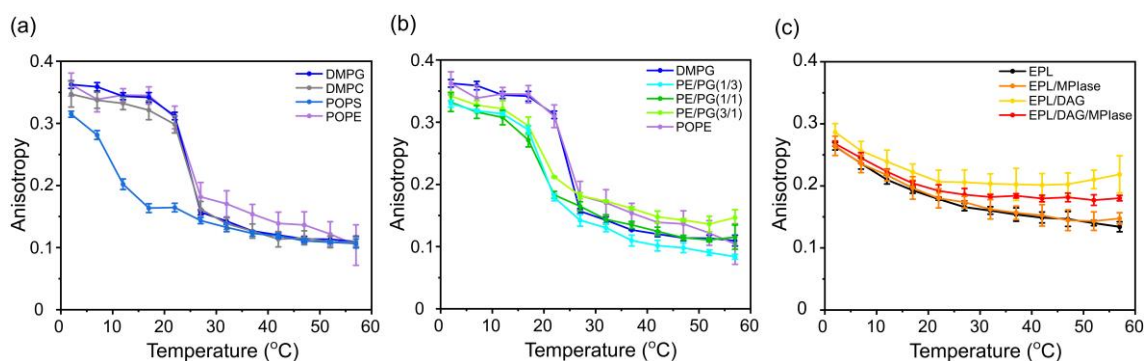 (a)
Anisotropy
0.4
0.3
0.2
0.1
0
0 10 20 30 40 50 60
Temperature (°C)
DMPG
DMPC
POPS
POPE
(b)
Anisotropy
0.4
0.3
0.2
0.1
0
0 10 20 30 40 50 60
Temperature (°C)
DMPG
PE/PG(1/3)
PE/PG(1/1)
PE/PG(3/1)
POPE
(c)
Anisotropy
0.4
0.3
0.2
0.1
0
0 10 20 30 40 50 60
Temperature (°C)
EPL
EPL/MPlase
EPL/DAG
EPL/DAG/MPlase